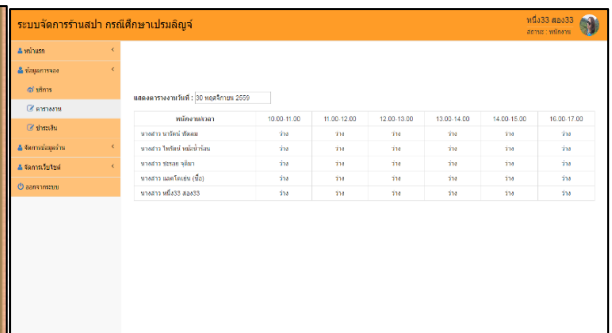 ระบบจัดการร้านสปา กรณีศึกษาเปรมลิญจ์
หนึ่ง33 สอง33
สถานะ : พนักงาน
หน้าแรก
ข้อมูลการจอง
บริการ
ตารางงาน
ชำระเงิน
จัดการข้อมูลร้าน
จัดการเว็บไซต์
ออกจากระบบ
แสดงตารางงานวันที่ : 30 พฤศจิกายน 2559
พนักงาน/เวลา 10.00-11.00 11.00-12.00 12.00-13.00 13.00-14.00 14.00-15.00 16.00-17.00
นางสาว นารีตน์ ว่าง ว่าง ว่าง ว่าง ว่าง ว่าง
นางสาว ไพรัตน์ ว่าง ว่าง ว่าง ว่าง ว่าง ว่าง
นางสาว ว่าง ว่าง ว่าง ว่าง ว่าง ว่าง
นางสาว ว่าง ว่าง ว่าง ว่าง ว่าง ว่าง
นางสาว หนึ่ง33 สอง33 ว่าง ว่าง ว่าง ว่าง ว่าง ว่าง